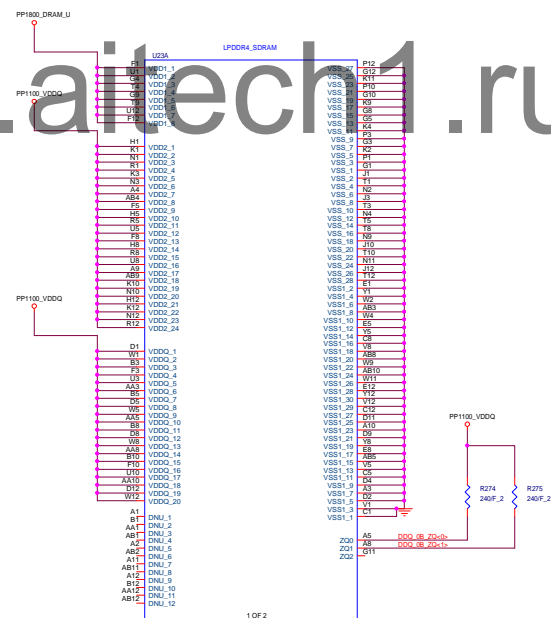 PP1800_DRAM_U
PP1100_VDDQ
PP1100_VDDQ
U23A
LPDDR4_SDRAM
.aitech1.ru
F1 VDD1_1
U1 VDD1_2
G4 VDD1_3
T4 VDD1_4
G9 VDD1_5
T9 VDD1_6
U12 VDD1_7
F12 VDD1_8
H1 VDD2_1
K1 VDD2_2
N1 VDD2_3
R1 VDD2_4
K3 VDD2_5
N3 VDD2_6
A4 VDD2_7
AB4 VDD2_8
F5 VDD2_9
H5 VDD2_10
R5 VDD2_11
U5 VDD2_12
F8 VDD2_13
H8 VDD2_14
R8 VDD2_15
U8 VDD2_16
A9 VDD2_17
AB9 VDD2_18
K10 VDD2_19
N10 VDD2_20
H12 VDD2_21
K12 VDD2_22
N12 VDD2_23
R12 VDD2_24
D1 VDDQ_1
W1 VDDQ_2
B3 VDDQ_3
F3 VDDQ_4
U3 VDDQ_5
AA3 VDDQ_6
B5 VDDQ_7
D5 VDDQ_8
W5 VDDQ_9
AA5 VDDQ_10
B8 VDDQ_11
D8 VDDQ_12
W8 VDDQ_13
AA8 VDDQ_14
B10 VDDQ_15
F10 VDDQ_16
U10 VDDQ_17
AA10 VDDQ_18
D12 VDDQ_19
W12 VDDQ_20
A1 DNU_1
B1 DNU_2
AA1 DNU_3
AB1 DNU_4
A2 DNU_5
AB2 DNU_6
A11 DNU_7
AB11 DNU_8
A12 DNU_9
B12 DNU_10
AA12 DNU_11
AB12 DNU_12
VSS_27 P12
VSS_25 G12
VSS_23 K11
VSS_21 P10
VSS_19 G10
VSS_17 K9
VSS_15 G8
VSS_13 G5
VSS_11 K4
VSS_9 P3
VSS_7 G3
VSS_5 K2
VSS_3 P1
VSS_1 G1
VSS_2 J1
VSS_4 T1
VSS_6 N2
VSS_8 J3
VSS_10 T3
VSS_12 N4
VSS_14 T5
VSS_16 T8
VSS_18 N9
VSS_20 J10
VSS_22 T10
VSS_24 N11
VSS_26 J12
VSS_28 T12
VSS1_2 E1
VSS1_4 Y1
VSS1_6 W2
VSS1_8 AB3
VSS1_10 W4
VSS1_12 E5
VSS1_14 Y5
VSS1_16 C8
VSS1_18 V8
VSS1_20 AB8
VSS1_22 W9
VSS1_24 AB10
VSS1_26 W11
VSS1_28 E12
VSS1_30 Y12
VSS1_29 V12
VSS1_27 C12
VSS1_25 D11
VSS1_23 A10
VSS1_21 D9
VSS1_19 Y8
VSS1_17 E8
VSS1_15 AB5
VSS1_13 V5
VSS1_11 C5
VSS1_9 D4
VSS1_7 A3
VSS1_5 D2
VSS1_3 V1
VSS1_1 C1
ZQ0 A5 DDQ_0B_ZQ<0>
ZQ1 A8 DDQ_0B_ZQ<1>
ZQ2 G11
PP1100_VDDQ
R274
240/F_2
R275
240/F_2
1 OF 2